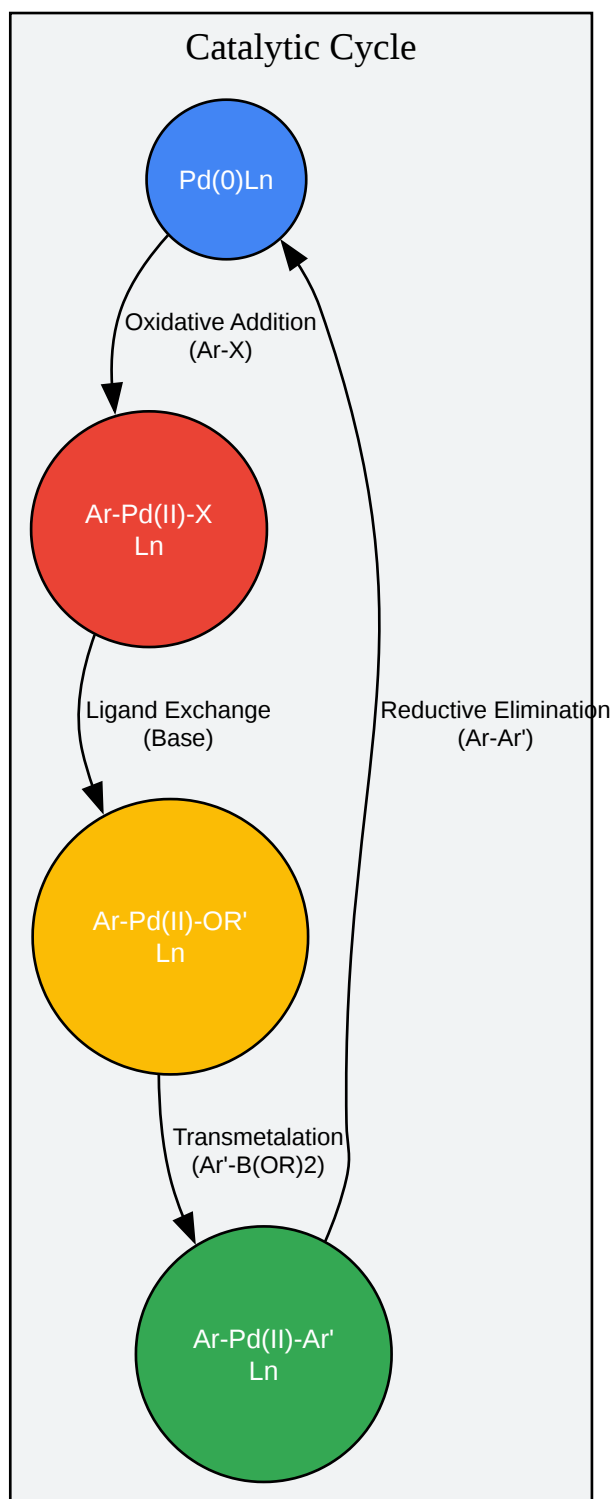 Catalytic Cycle
Pd(0)Ln
Oxidative Addition
(Ar-X)
Ar-Pd(II)-X
Ln
Ligand Exchange
(Base)
Reductive Elimination
(Ar-Ar')
Ar-Pd(II)-OR'
Ln
Transmetalation
(Ar'-B(OR)2)
Ar-Pd(II)-Ar'
Ln